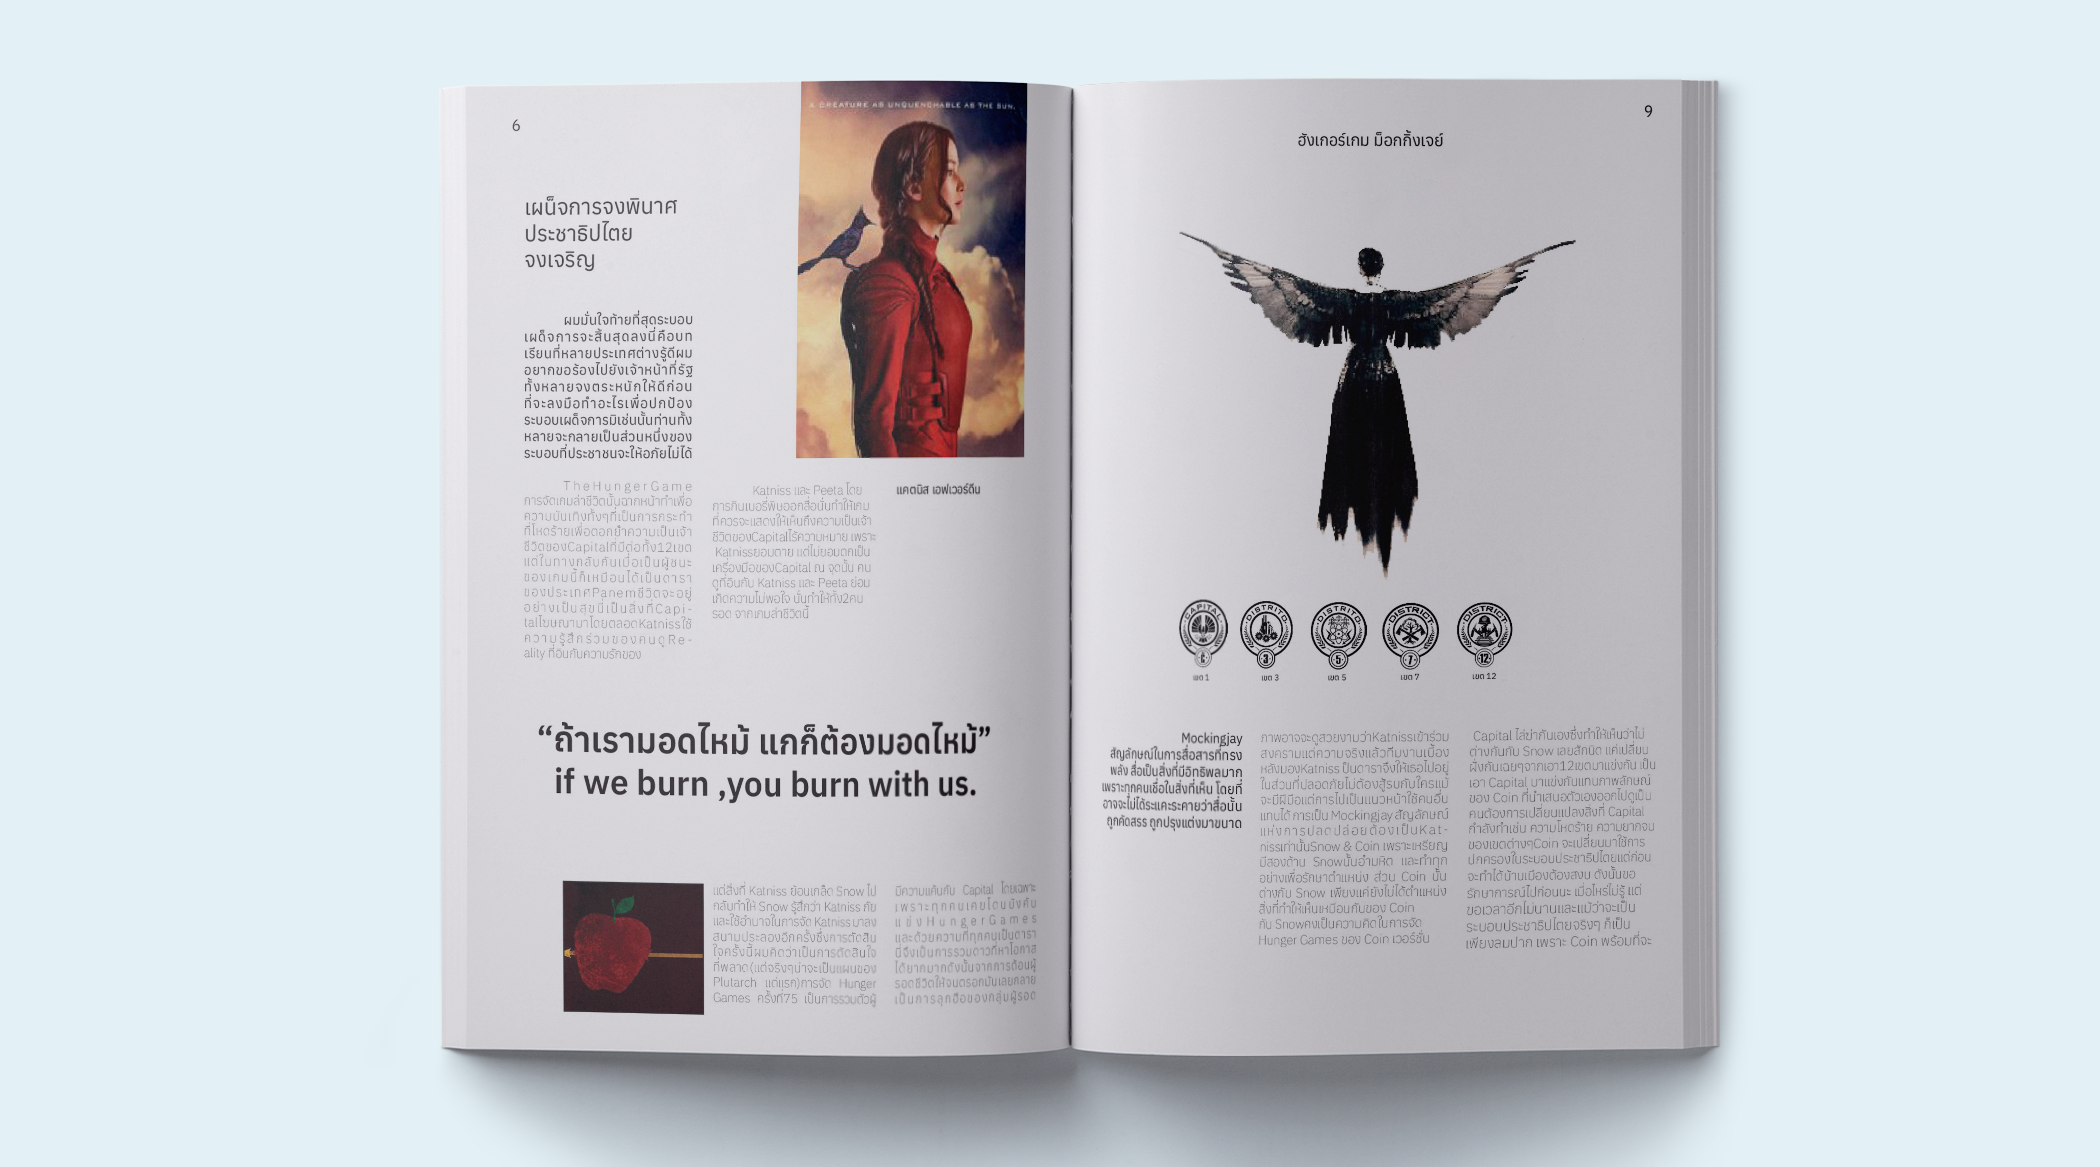 6
A CREATURE AS UNQUENCHABLE AS THE SUN.
เผน็จการจงพินาศ
ประชาธิปไตย
จงเจริญ
ผมมั่นใจท้ายที่สุดระบอบ
เผด็จการจะสิ้นสุดลงนี่คือบท
เรียนที่หลายประเทศต่างรู้ดีผม
อยากขอร้องไปยังเจ้าหน้าที่รัฐ
ทั้งหลายจงตระหนักให้ดีก่อน
ที่จะลงมือทำอะไรเพื่อปกป้อง
ระบอบเผด็จการมิเช่นนั้นท่านทั้ง
หลายจะกลายเป็นส่วนหนึ่งของ
ระบอบที่ประชาชนจะให้อภัยไม่ได้
TheHungerGame
การจัดเกมล่าชีวิตนั้นฉากหน้าทำเพื่อ
ความบันเทิงทั้งๆที่เป็นการกระทำ
ที่โหดร้ายเพื่อตอกย้ำความเป็นเจ้า
ชีวิตของCapitalที่มีต่อทั้ง12เขต
แต่ในทางกลับกันเมื่อเป็นผู้ชนะ
ของเกมนี้ก็เหมือนได้เป็นดารา
ของประเทศPanemชีวิตจะอยู่
อย่างเป็นสุขนี่เป็นสิ่งที่Capi-
talโฆษณามาโดยตลอดKatnissใช้
ความรู้สึกร่วมของคนดูRe-
ality ที่อินกับความรักของ
Katniss และ Peeta โดย
การกินเบอรี่พิษออกสื่อนั่นทำให้เกม
ที่ควรจะแสดงให้เห็นถึงความเป็นเจ้า
ชีวิตของCapitalไร้ความหมาย เพราะ
Katnissยอมตาย แต่ไม่ยอมตกเป็น
เครื่องมือของCapital ณ จุดนั้น คน
ดูที่อินกับ Katniss และ Peeta ย่อม
เกิดความไม่พอใจ นั่นทำให้ทั้ง2คน
รอด จากเกมล่าชีวิตนี้
แคตนิส เอฟเวอร์ดีน
“ถ้าเรามอดไหม้ แกก็ต้องมอดไหม้”
if we burn ,you burn with us.
แต่สิ่งที่ Katniss ย้อนเกล็ด Snow ไป
กลับทำให้ Snow รู้สึกว่า Katniss คือภัย
และใช้อำนาจในการจัด Katniss มาลง
สนามประลองอีกครั้งซึ่งการตัดสิน
ใจครั้งนี้ผมคิดว่าเป็นการตัดสินใจ
ที่พลาด(แต่จริงๆน่าจะเป็นแผนของ
Plutarch แต่แรก)การจัด Hunger
Games ครั้งที่75 เป็นการรวมตัวผู้
มีความแค้นกับ Capital โดยเฉพาะ
เพราะทุกคนเคยโดนบังคับ
แข่งHungerGames
และด้วยความที่ทุกคนเป็นดารา
นี่จึงเป็นการรวมดาวที่หาโอกาส
ได้ยากมากดังนั้นจากการต้อนผู้
รอดชีวิตให้จนตรอกมันเลยกลาย
เป็นการลุกฮือของกลุ่มผู้รอด
9
ฮังเกอร์เกม ม็อกกิ้งเจย์
CAPITAL
DISTRITO
3
DISTRITO
5
DISTRICT
7
DISTRICT
12
เขต 1
เขต 3
เขต 5
เขต 7
เขต 12
Mockingjay
สัญลักษณ์ในการสื่อสารที่ทรง
พลัง สื่อเป็นสิ่งที่มีอิทธิพลมาก
เพราะทุกคนเชื่อในสิ่งที่เห็น โดยที่
อาจจะไม่ได้ระแคะระคายว่าสื่อนั้น
ถูกคัดสรร ถูกปรุงแต่งมาขนาด
ภาพอาจจะดูสวยงามว่าKatnissเข้าร่วม
สงครามแต่ความจริงแล้วทีมงานเบื้อง
หลังมองKatniss เป็นดาราจึงให้เธอไปอยู่
ในส่วนที่ปลอดภัยไม่ต้องสู้รบกับใครแม้
จะมีฝีมือแต่การไปเป็นแนวหน้าใช้คนอื่น
แทนได้ การเป็น Mockingjay สัญลักษณ์
แห่งการปลดปล่อยต้องเป็นKat-
nissเท่านั้นSnow & Coin เพราะเหรียญ
มีสองด้าน Snowนั้นอำมหิต และทำทุก
อย่างเพื่อรักษาตำแหน่ง ส่วน Coin นั้น
ต่างกับ Snow เพียงแค่ยังไม่ได้ตำแหน่ง
สิ่งที่ทำให้เห็นเหมือนกันของ Coin
กับ Snowคงเป็นความคิดในการจัด
Hunger Games ของ Coin เวอร์ชั่น
Capital ไล่ฆ่ากันเองซึ่งทำให้เห็นว่าไม่
ต่างกันกับ Snow เลยสักนิด แค่เปลี่ยน
ฝั่งกันเฉยๆจากเอา12เขตมาแข่งกัน เป็น
เอา Capital มาแข่งกันแทนภาพลักษณ์
ของ Coin ที่นำเสนอตัวเองออกไปดูเป็น
คนต้องการเปลี่ยนแปลงสิ่งที่ Capital
กำลังทำเช่น ความโหดร้าย ความยากจน
ของเขตต่างๆCoin จะเปลี่ยนมาใช้การ
ปกครองในระบอบประชาธิปไตยแต่ก่อน
จะทำได้บ้านเมืองต้องสงบ ดังนั้นขอ
รักษาการณ์ไปก่อนนะ เมื่อไหร่ไม่รู้ แต่
ขอเวลาอีกไม่นานและแม้ว่าจะเป็น
ระบอบประชาธิปไตยจริงๆ ก็เป็น
เพียงลมปาก เพราะ Coin พร้อมที่จะ